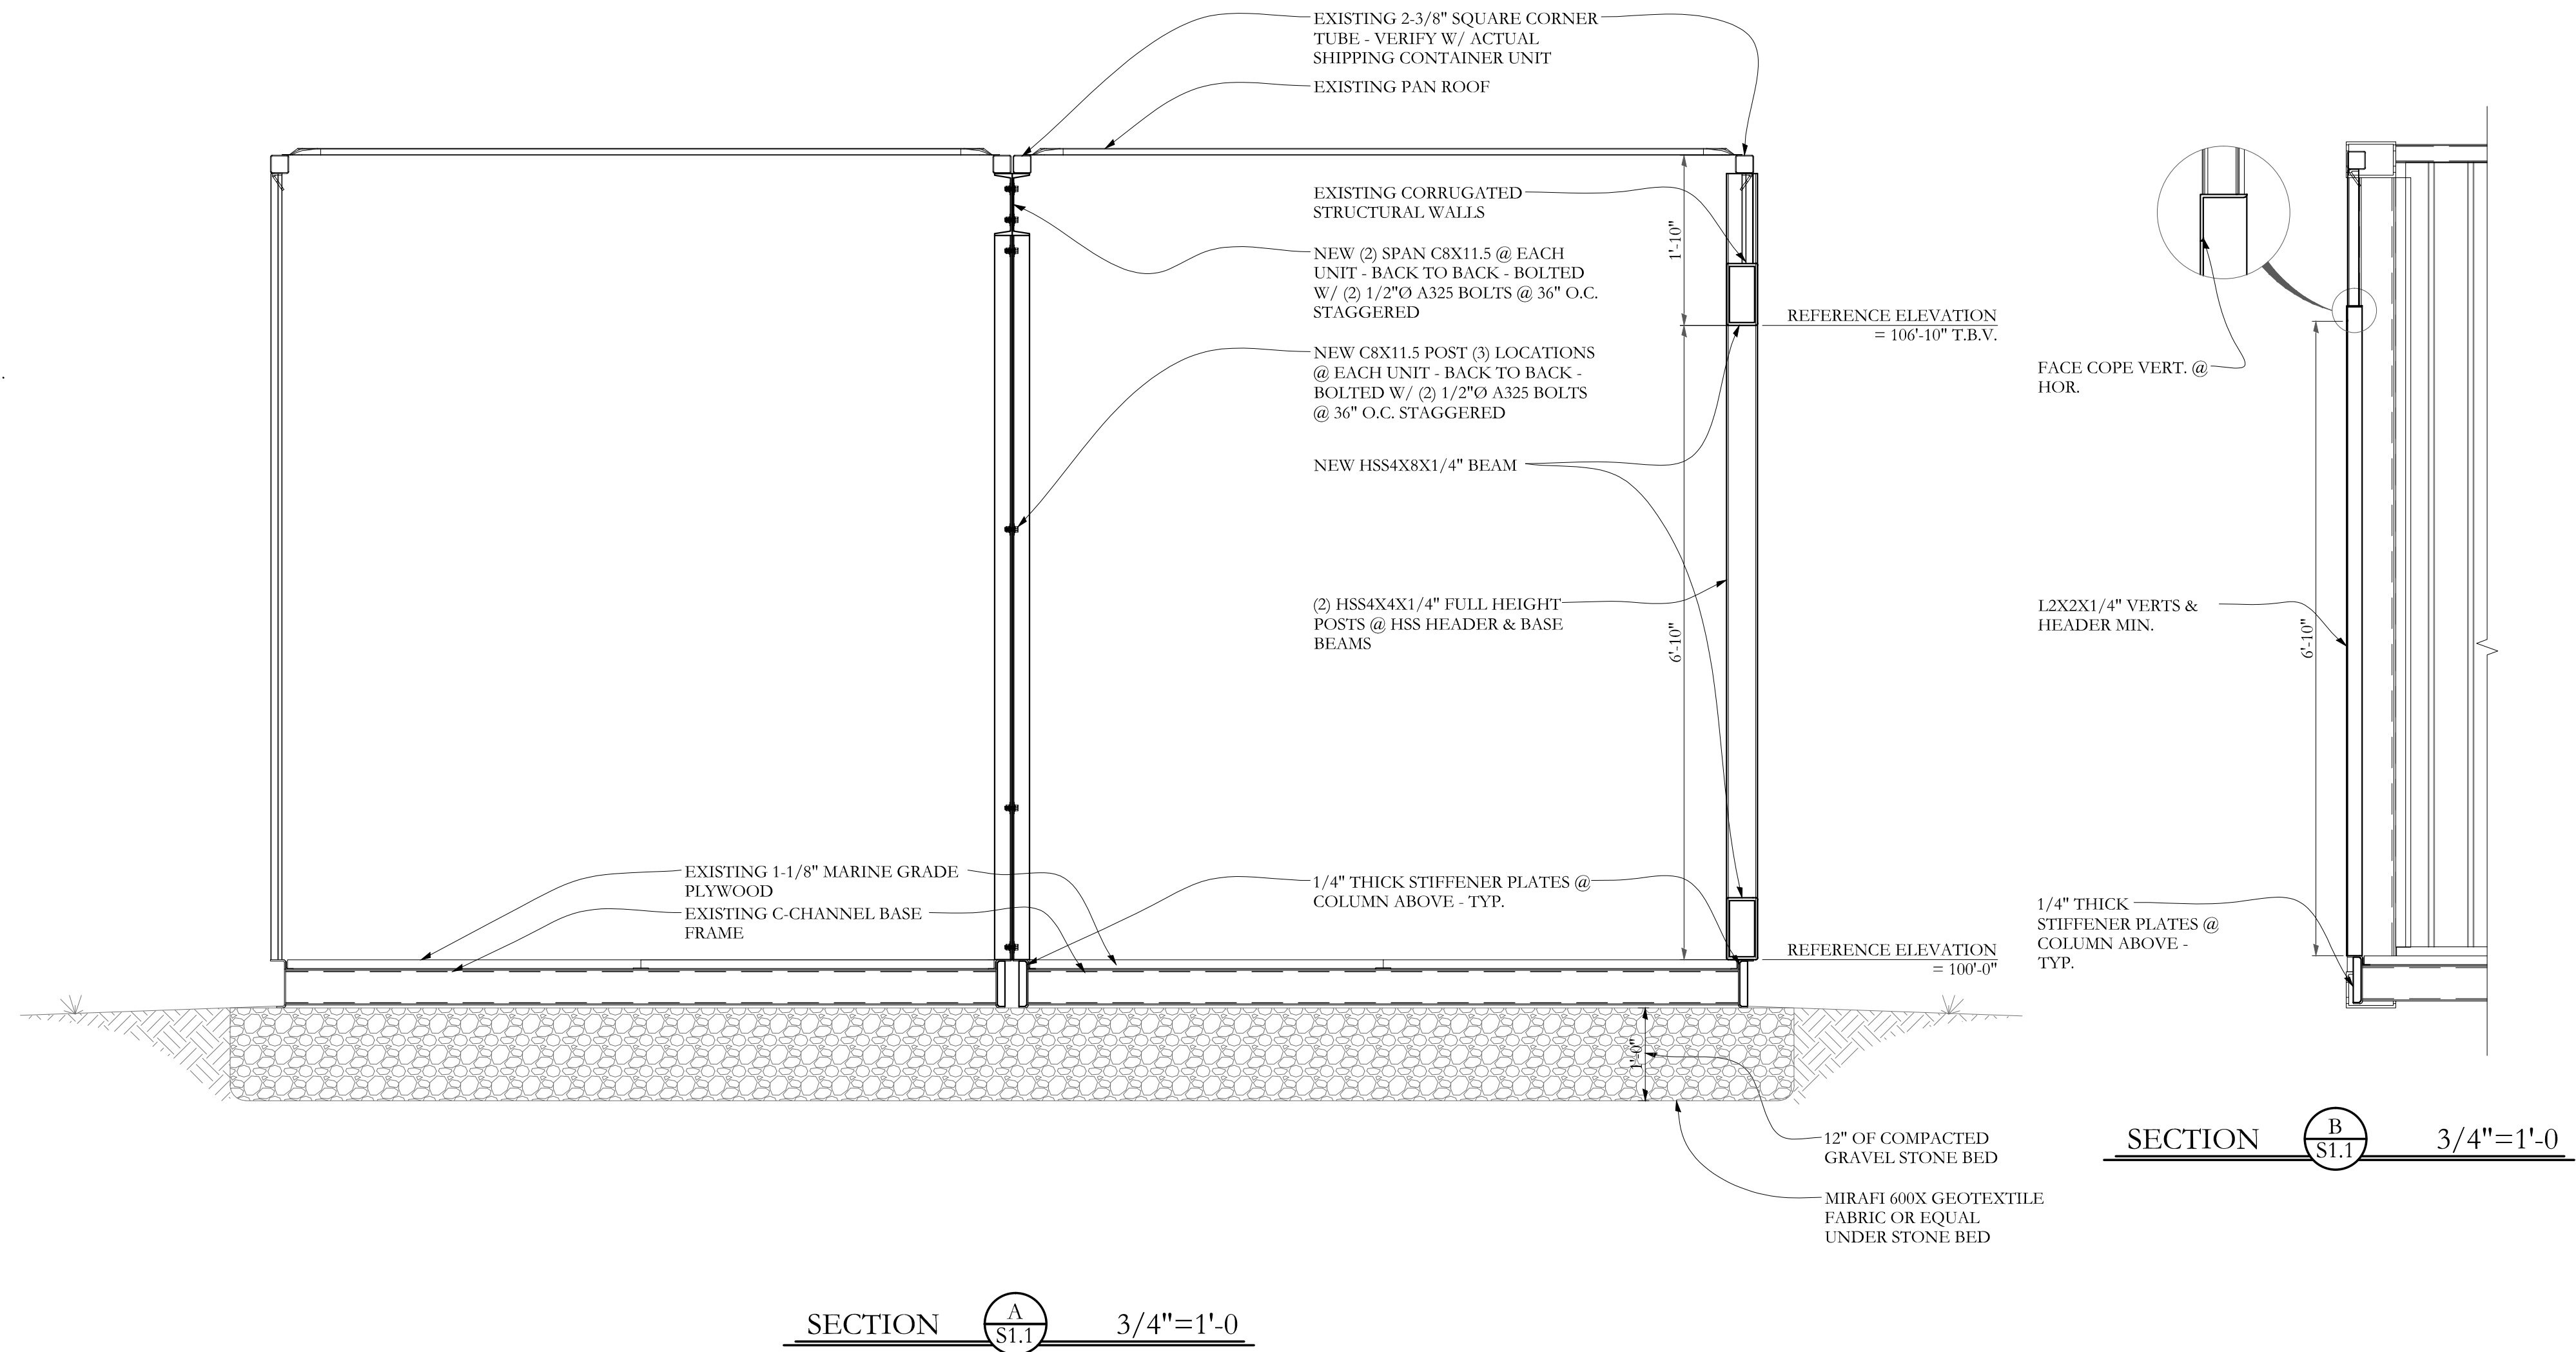 EXISTING 2-3/8" SQUARE CORNER
TUBE - VERIFY W/ ACTUAL
SHIPPING CONTAINER UNIT
EXISTING PAN ROOF
EXISTING CORRUGATED
STRUCTURAL WALLS
NEW (2) SPAN C8X11.5 @ EACH
UNIT - BACK TO BACK - BOLTED
W/ (2) 1/2"Ø A325 BOLTS @ 36" O.C.
STAGGERED
NEW C8X11.5 POST (3) LOCATIONS
@ EACH UNIT - BACK TO BACK -
BOLTED W/ (2) 1/2"Ø A325 BOLTS
@ 36" O.C. STAGGERED
NEW HSS4X8X1/4" BEAM
(2) HSS4X4X1/4" FULL HEIGHT
POSTS @ HSS HEADER & BASE
BEAMS
1/4" THICK STIFFENER PLATES @
COLUMN ABOVE - TYP.
EXISTING 1-1/8" MARINE GRADE
PLYWOOD
EXISTING C-CHANNEL BASE
FRAME
1'-10"
6'-10"
1'-0"
REFERENCE ELEVATION
= 106'-10" T.B.V.
REFERENCE ELEVATION
= 100'-0"
12" OF COMPACTED
GRAVEL STONE BED
MIRAFI 600X GEOTEXTILE
FABRIC OR EQUAL
UNDER STONE BED
SECTION A S1.1 3/4"=1'-0
FACE COPE VERT. @
HOR.
L2X2X1/4" VERTS &
HEADER MIN.
6'-10"
1/4" THICK
STIFFENER PLATES @
COLUMN ABOVE -
TYP.
SECTION B S1.1 3/4"=1'-0